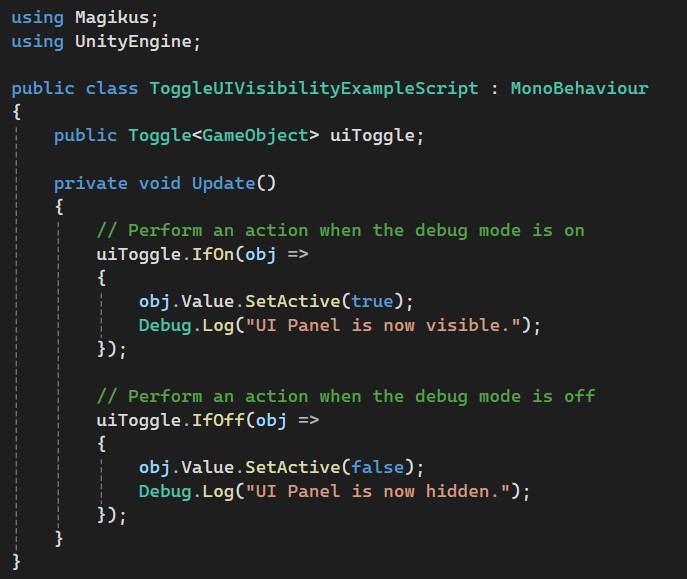 using Magikus;
using UnityEngine;

public class ToggleUIVisibilityExampleScript : MonoBehaviour
{
    public Toggle<GameObject> uiToggle;

    private void Update()
    {
        // Perform an action when the debug mode is on
        uiToggle.IfOn(obj =>
        {
            obj.Value.SetActive(true);
            Debug.Log("UI Panel is now visible.");
        });

        // Perform an action when the debug mode is off
        uiToggle.IfOff(obj =>
        {
            obj.Value.SetActive(false);
            Debug.Log("UI Panel is now hidden.");
        });
    }
}